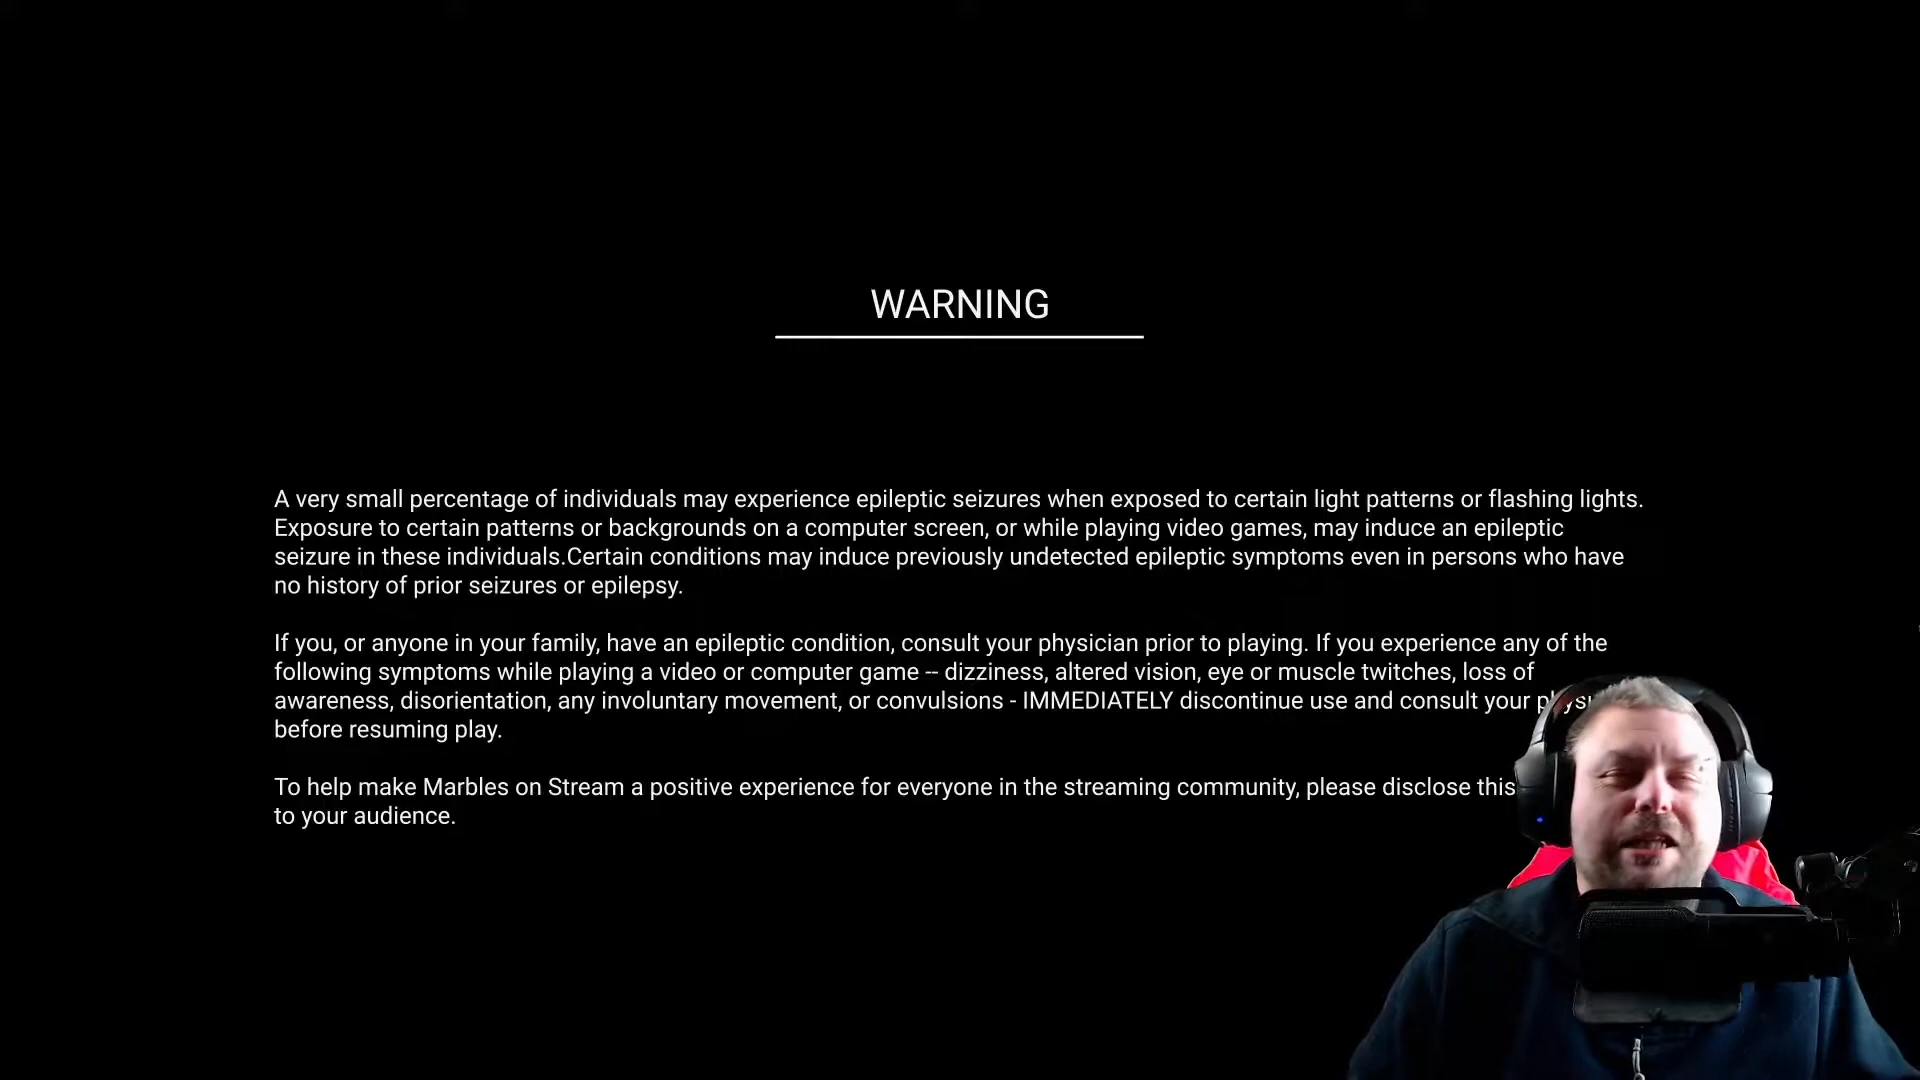 WARNING
A very small percentage of individuals may experience epileptic seizures when exposed to certain light patterns or flashing lights.
Exposure to certain patterns or backgrounds on a computer screen, or while playing video games, may induce an epileptic
seizure in these individuals.Certain conditions may induce previously undetected epileptic symptoms even in persons who have
no history of prior seizures or epilepsy.
If you, or anyone in your family, have an epileptic condition, consult your physician prior to playing. If you experience any of the
following symptoms while playing a video or computer game -- dizziness, altered vision, eye or muscle twitches, loss of
awareness, disorientation, any involuntary movement, or convulsions - IMMEDIATELY discontinue use and consult your
before resuming play.
To help make Marbles on Stream a positive experience for everyone in the streaming community, please disclose this
to your audience.